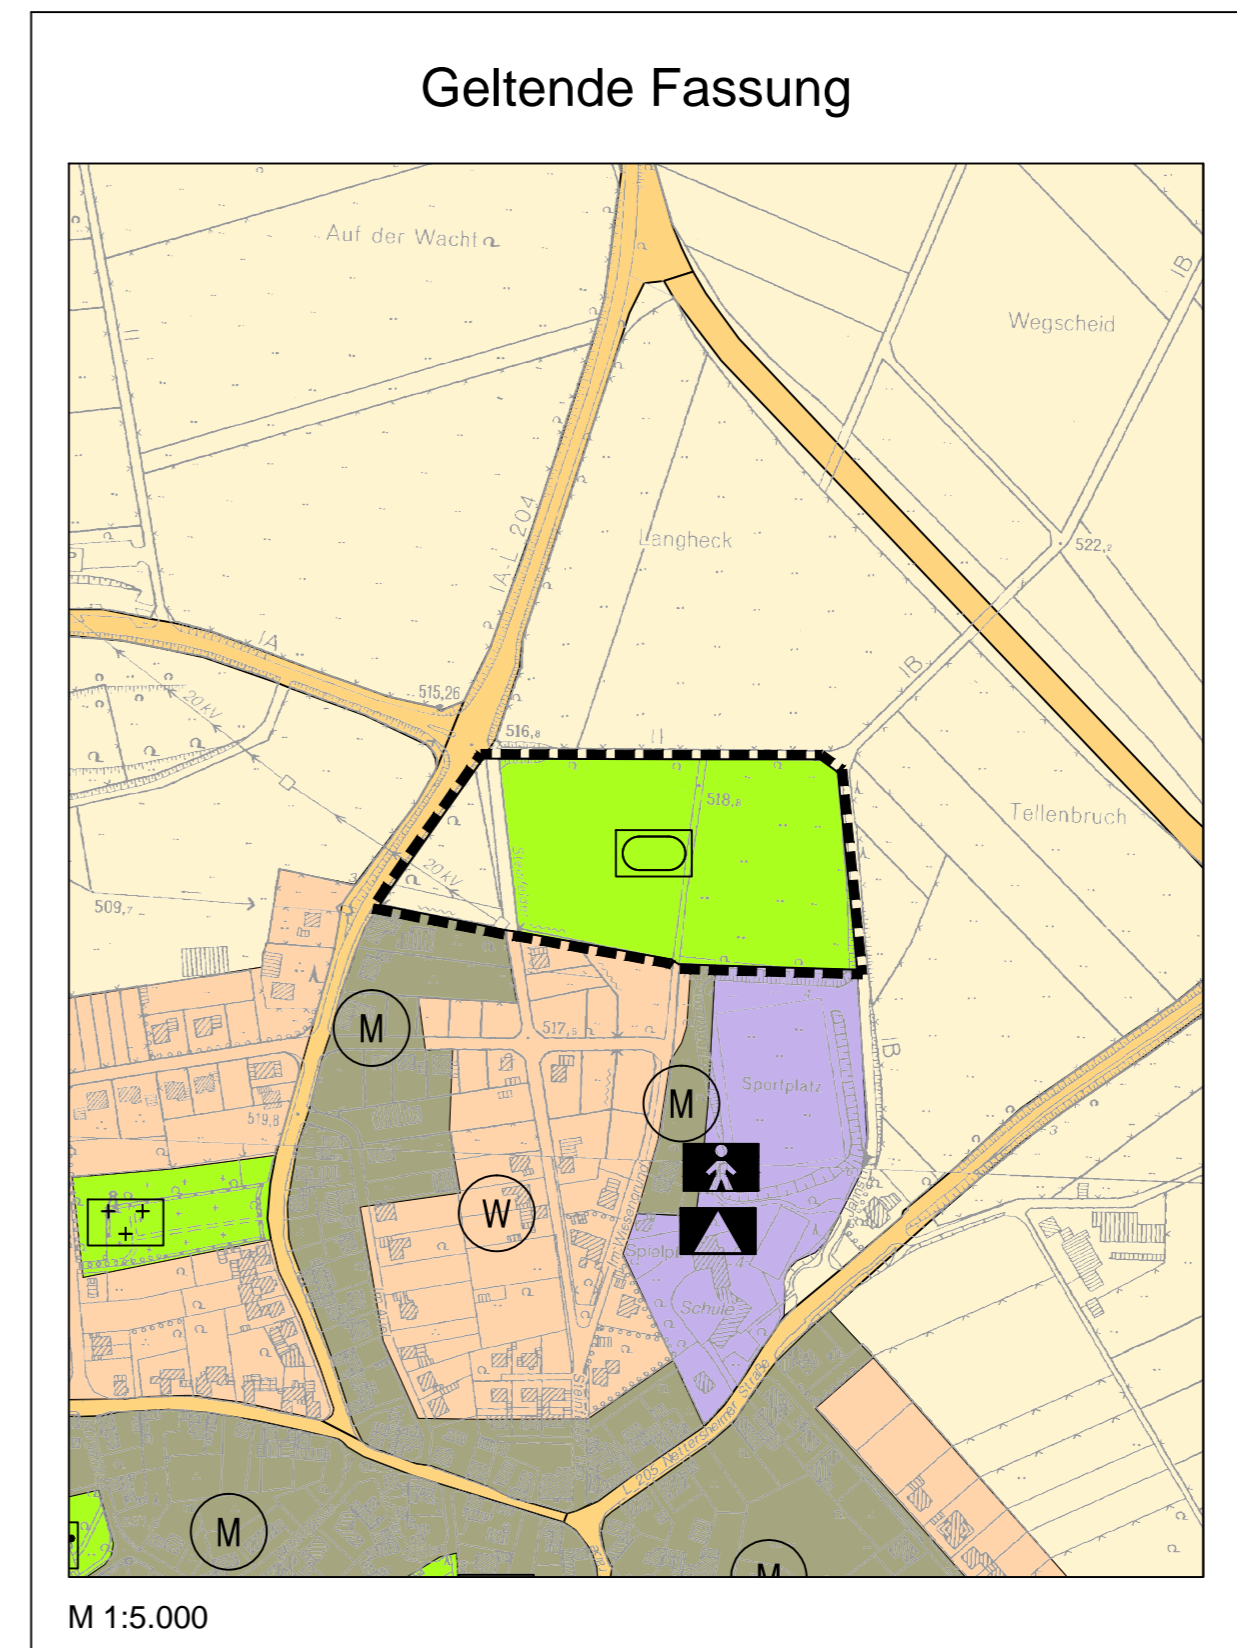 Geltende Fassung
Auf der Wacht
Wegscheid
IB
IA-L 204
Langheck
522,2
IA
20 kV
515,26
516,8
IB
518,8
Tellenbruch
20 kV
509,7
M
517,5
IB
Sportplatz
M
519,8
W
Im Wiesengrund
Schule
L 205 Nettersheimer Straße
M
M
M 1:5.000